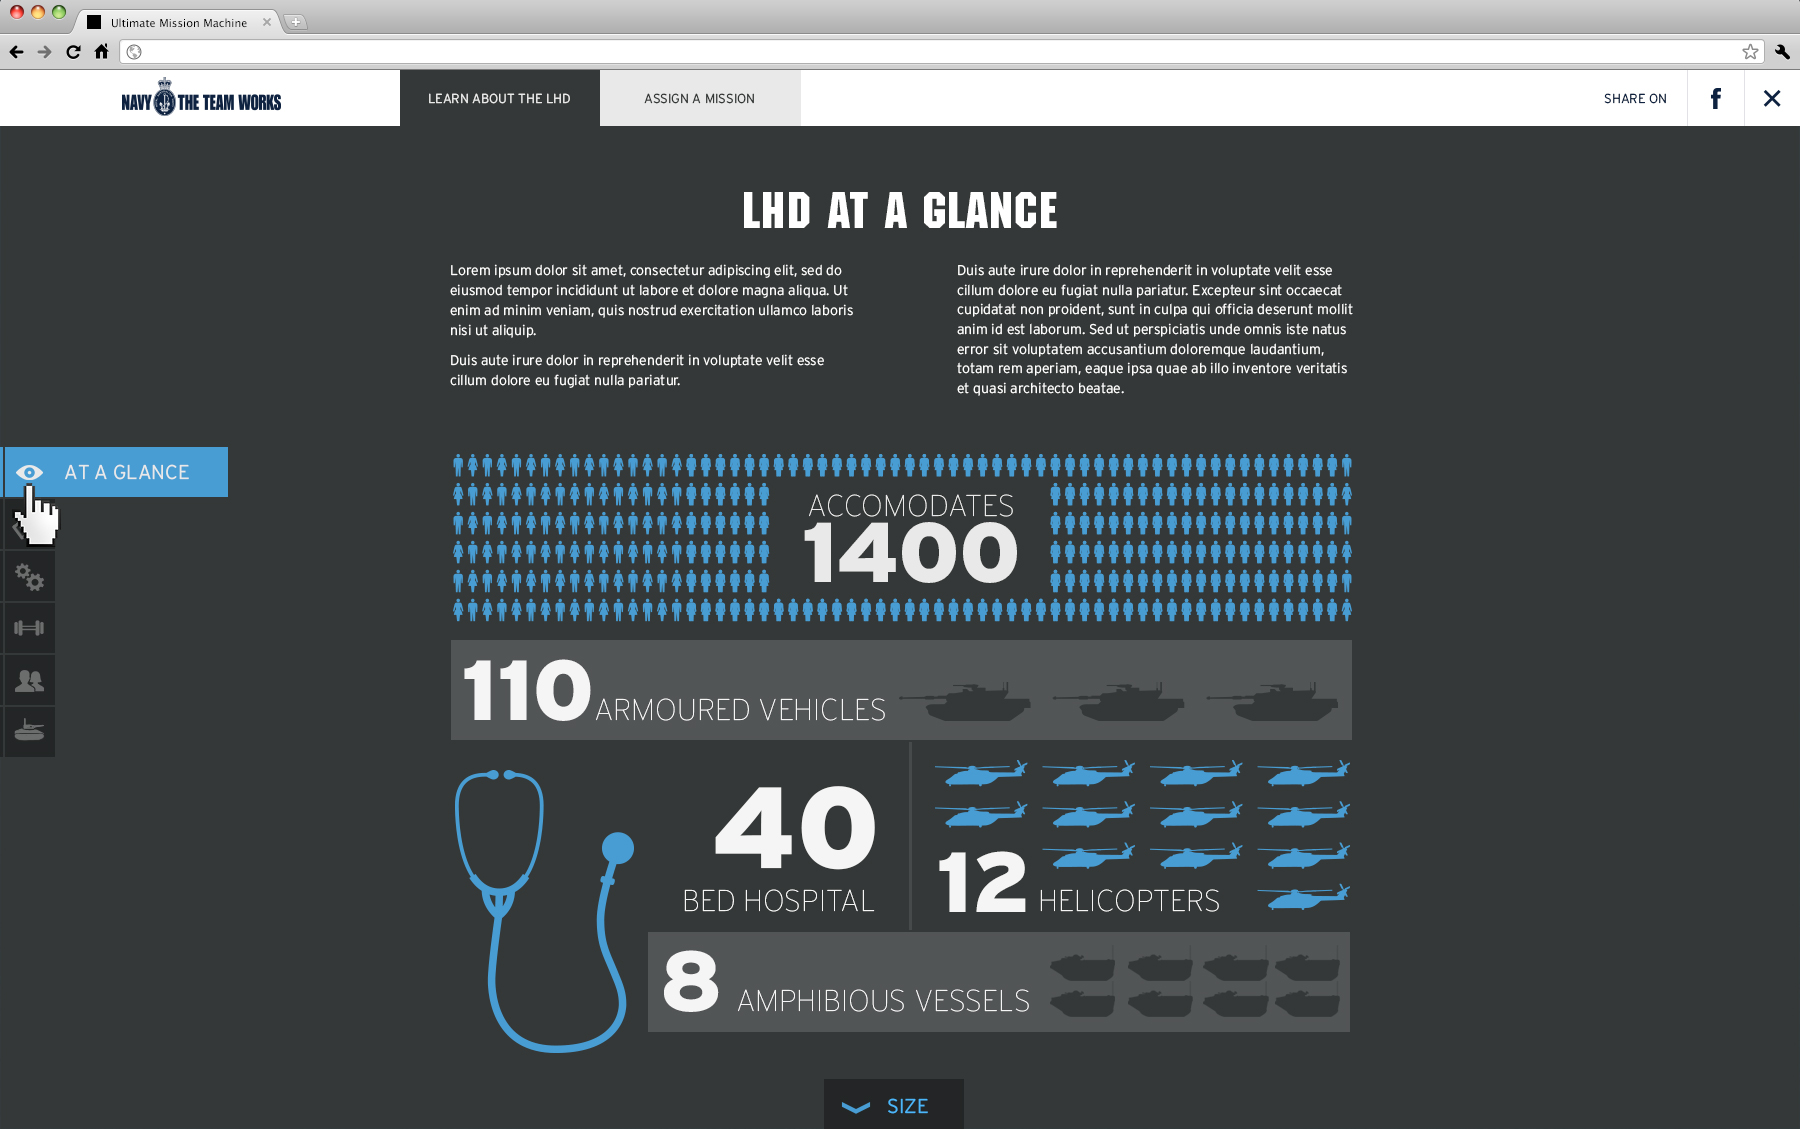 Ultimate Mission Machine
NAVY THE TEAM WORKS
LEARN ABOUT THE LHD
ASSIGN A MISSION
SHARE ON
f
LHD AT A GLANCE
Lorem ipsum dolor sit amet, consectetur adipiscing elit, sed do
eiusmod tempor incididunt ut labore et dolore magna aliqua. Ut
enim ad minim veniam, quis nostrud exercitation ullamco laboris
nisi ut aliquip.
Duis aute irure dolor in reprehenderit in voluptate velit esse
cillum dolore eu fugiat nulla pariatur.
Duis aute irure dolor in reprehenderit in voluptate velit esse
cillum dolore eu fugiat nulla pariatur. Excepteur sint occaecat
cupidatat non proident, sunt in culpa qui officia deserunt mollit
anim id est laborum. Sed ut perspiciatis unde omnis iste natus
error sit voluptatem accusantium doloremque laudantium,
totam rem aperiam, eaque ipsa quae ab illo inventore veritatis
et quasi architecto beatae.
AT A GLANCE
ACCOMODATES
1400
110 ARMOURED VEHICLES
40
BED HOSPITAL
12 HELICOPTERS
8 AMPHIBIOUS VESSELS
SIZE